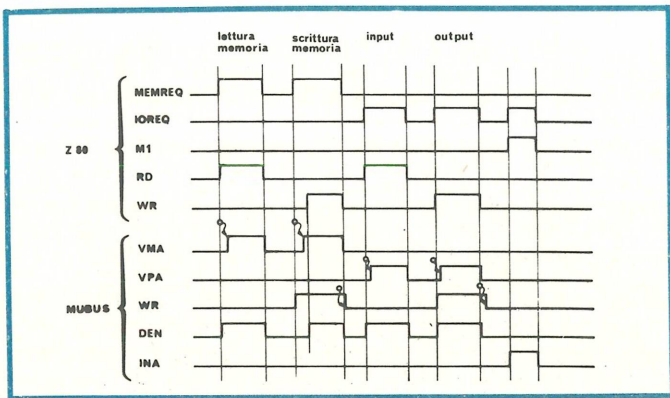 lettura scrittura input output
memoria memoria
MEMREQ
IOREQ
Z 80
M1
RD
WR
VMA
VPA
MUBUS
WR
DEN
INA